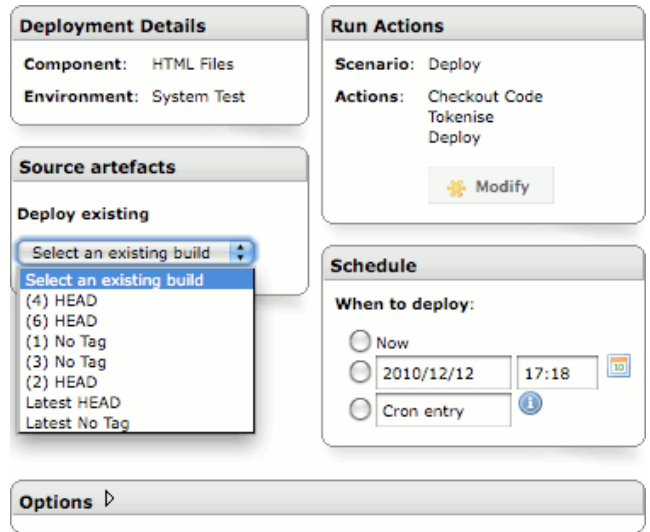 Deployment Details
Component: HTML Files
Environment: System Test
Source artefacts
Deploy existing
Select an existing build
Select an existing build
(4) HEAD
(6) HEAD
(1) No Tag
(3) No Tag
(2) HEAD
Latest HEAD
Latest No Tag
Run Actions
Scenario: Deploy
Actions: Checkout Code
Tokenise
Deploy
Modify
Schedule
When to deploy:
Now
2010/12/12 17:18 10
Cron entry i
Options